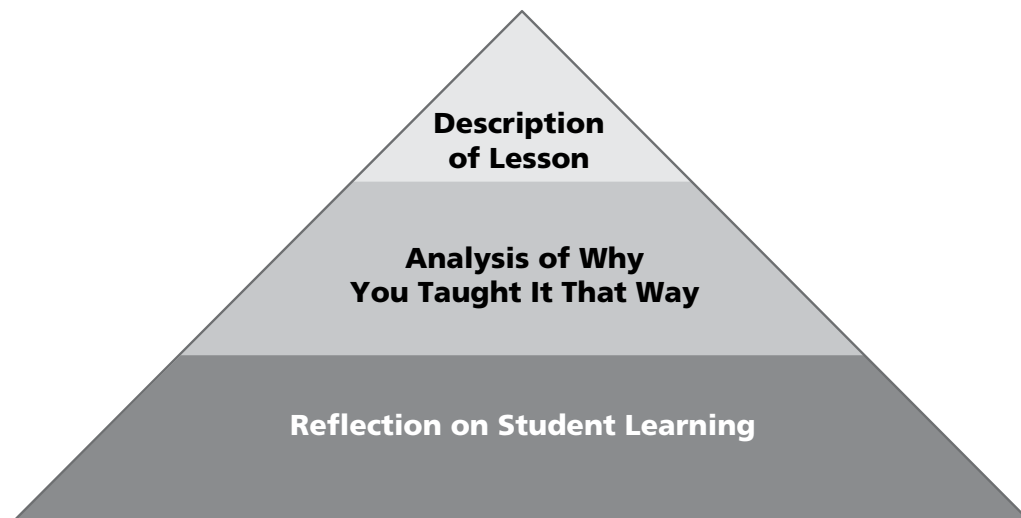 Description
of Lesson
Analysis of Why
You Taught It That Way
Reflection on Student Learning